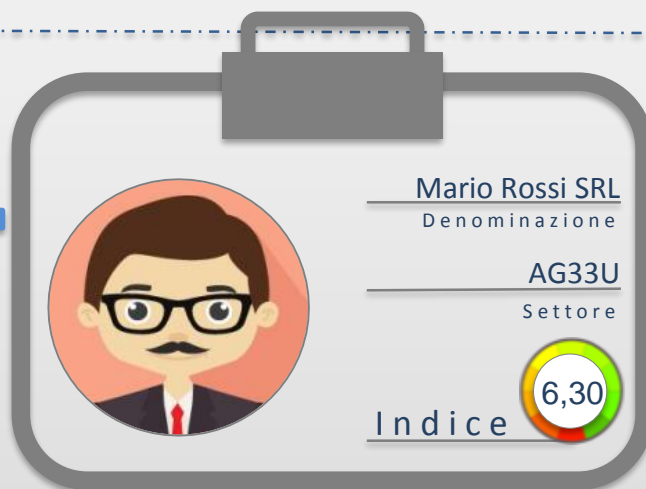 Mario Rossi SRL
Denominazione
AG33U
Settore
6,30
Indice